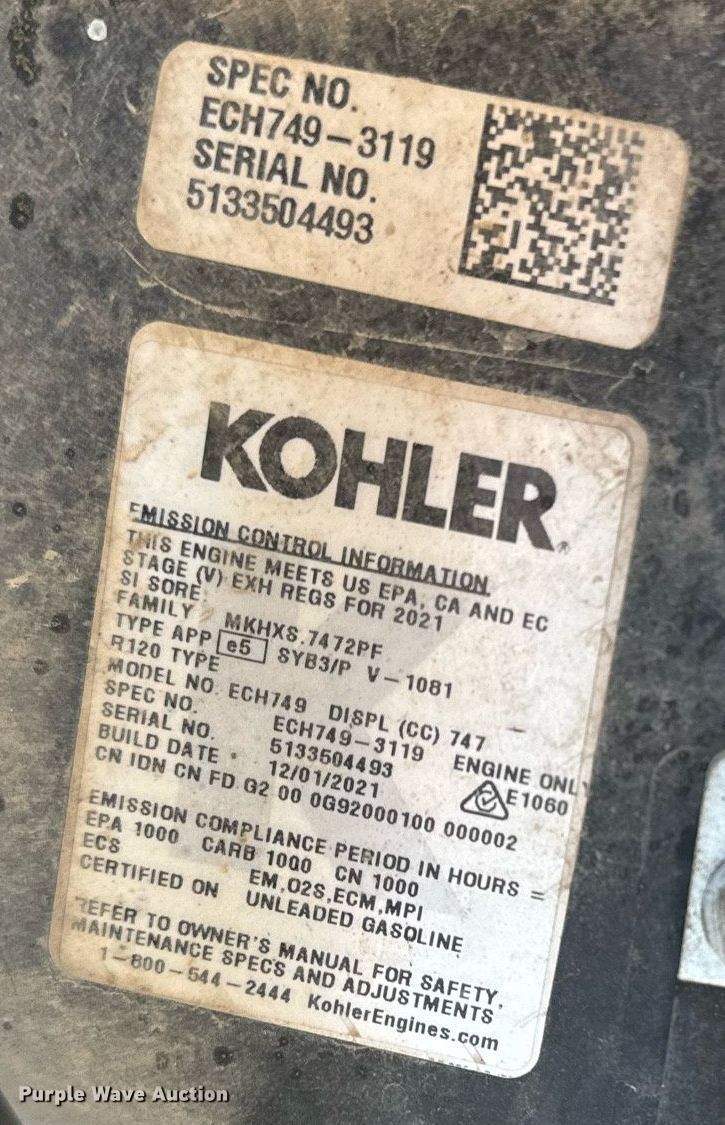 SPEC NO.
ECH749-3119
SERIAL NO.
5133504493
KOHLER®
EMISSION CONTROL INFORMATION
THIS ENGINE MEETS US EPA, CA AND EC
STAGE (V) EXH REGS FOR 2021
SI SORE:
FAMILY MKHXS.7472PF
TYPE APP e5 SYB3/P V-1081
R120 TYPE
MODEL NO. ECH749 DISPL (CC) 747
SPEC NO. ECH749-3119 ENGINE ONLY
SERIAL NO. 5133504493 E1060
BUILD DATE 12/01/2021
CN IDN CN FD G2 00 0G92000100 000002
EMISSION COMPLIANCE PERIOD IN HOURS =
EPA 1000 CARB 1000 CN 1000
ECS EM,O2S,ECM,MPI
CERTIFIED ON UNLEADED GASOLINE
REFER TO OWNER'S MANUAL FOR SAFETY,
MAINTENANCE SPECS AND ADJUSTMENTS
1-800-544-2444 KohlerEngines.com
Purple Wave Auction